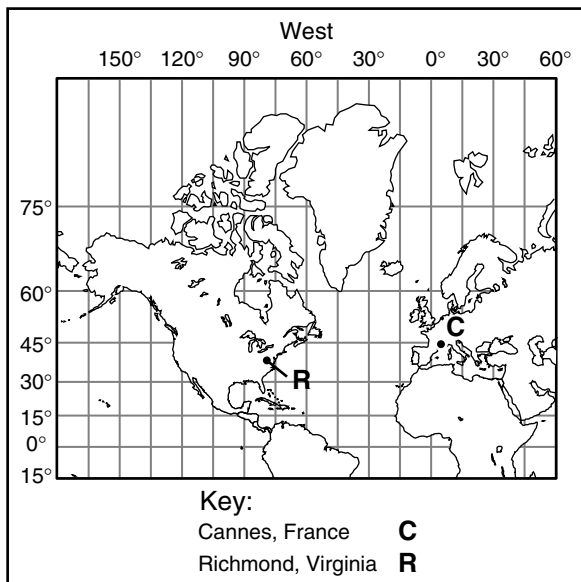 West
150° 120° 90° 60° 30° 0° 30° 60°
75°
60°
45°
30°
15°
0°
15°
C
R
Key:
Cannes, France C
Richmond, Virginia R